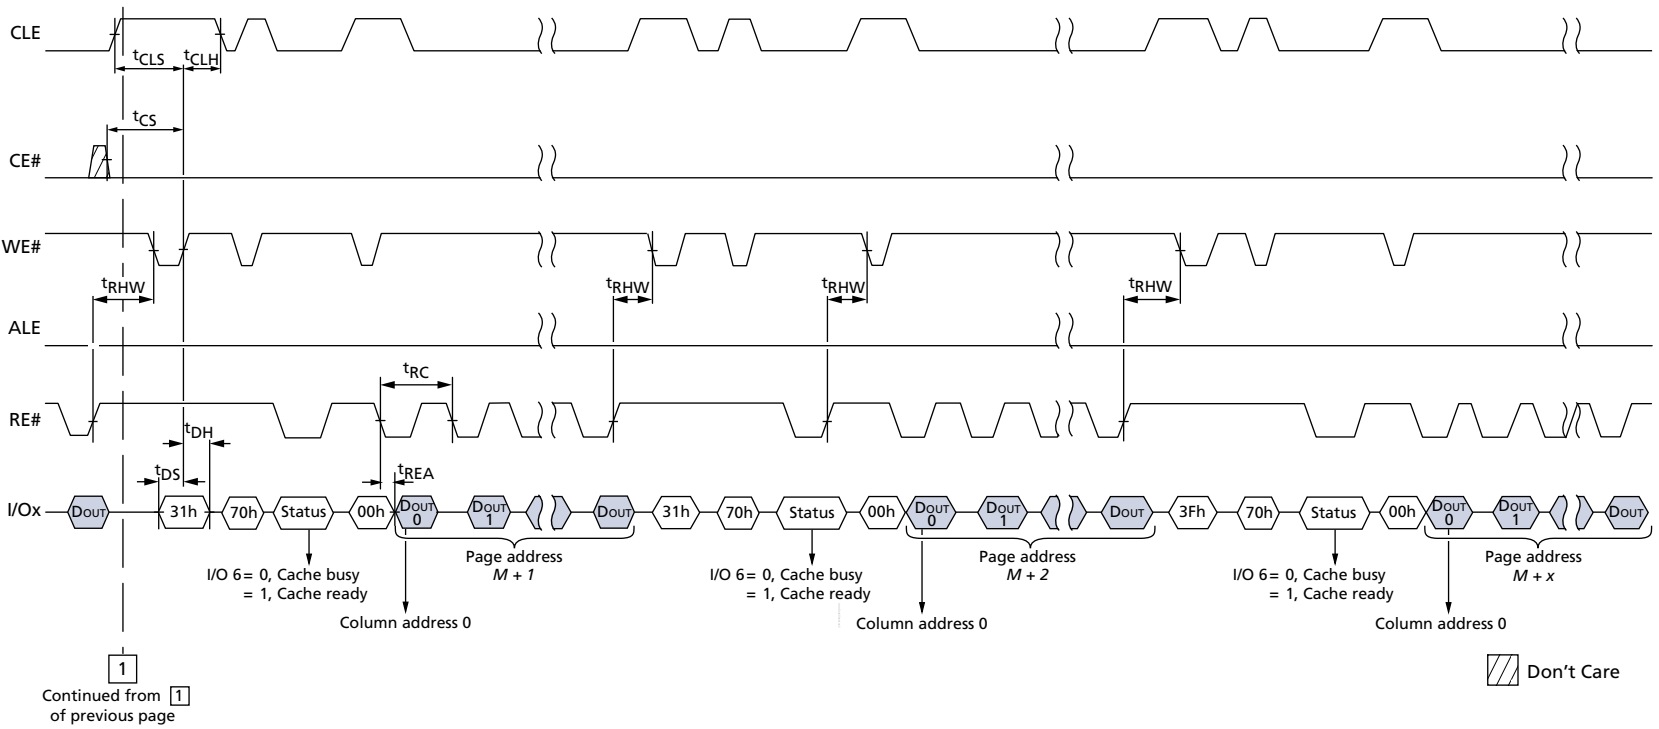 CLE
tCLS tCLH
tCS
CE#
WE#
tRHW tRHW tRHW tRHW
ALE
tRC
RE#
tDH
tDS tREA
I/Ox DOUT 31h 70h Status 00h DOUT 0 DOUT 1 DOUT 31h 70h Status 00h DOUT 0 DOUT 1 DOUT 3Fh 70h Status 00h DOUT 0 DOUT 1 DOUT
Page address Page address Page address
M + 1 M + 2 M + x
I/O 6= 0, Cache busy I/O 6= 0, Cache busy I/O 6= 0, Cache busy
= 1, Cache ready = 1, Cache ready = 1, Cache ready
Column address 0 Column address 0 Column address 0
1
Don't Care
Continued from 1
of previous page